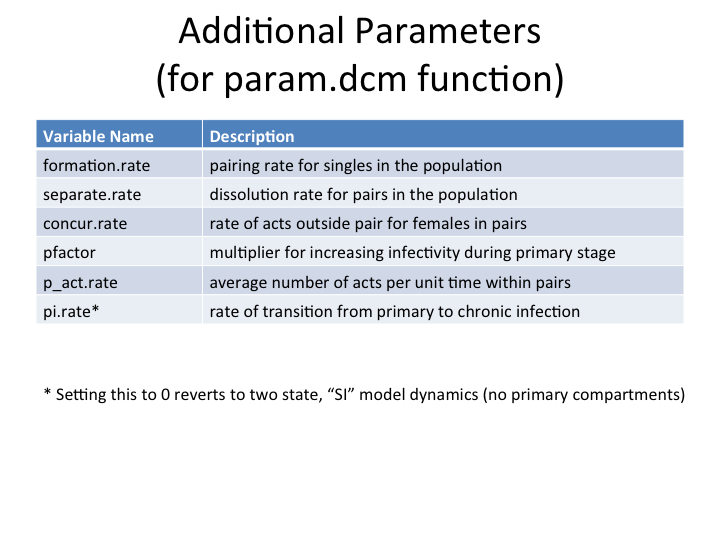 Additional Parameters
(for param.dcm function)
Variable Name Description
formation.rate pairing rate for singles in the population
separate.rate dissolution rate for pairs in the population
concur.rate rate of acts outside pair for females in pairs
pfactor multiplier for increasing infectivity during primary stage
p_act.rate average number of acts per unit time within pairs
pi.rate* rate of transition from primary to chronic infection
* Setting this to 0 reverts to two state, “SI” model dynamics (no primary compartments)